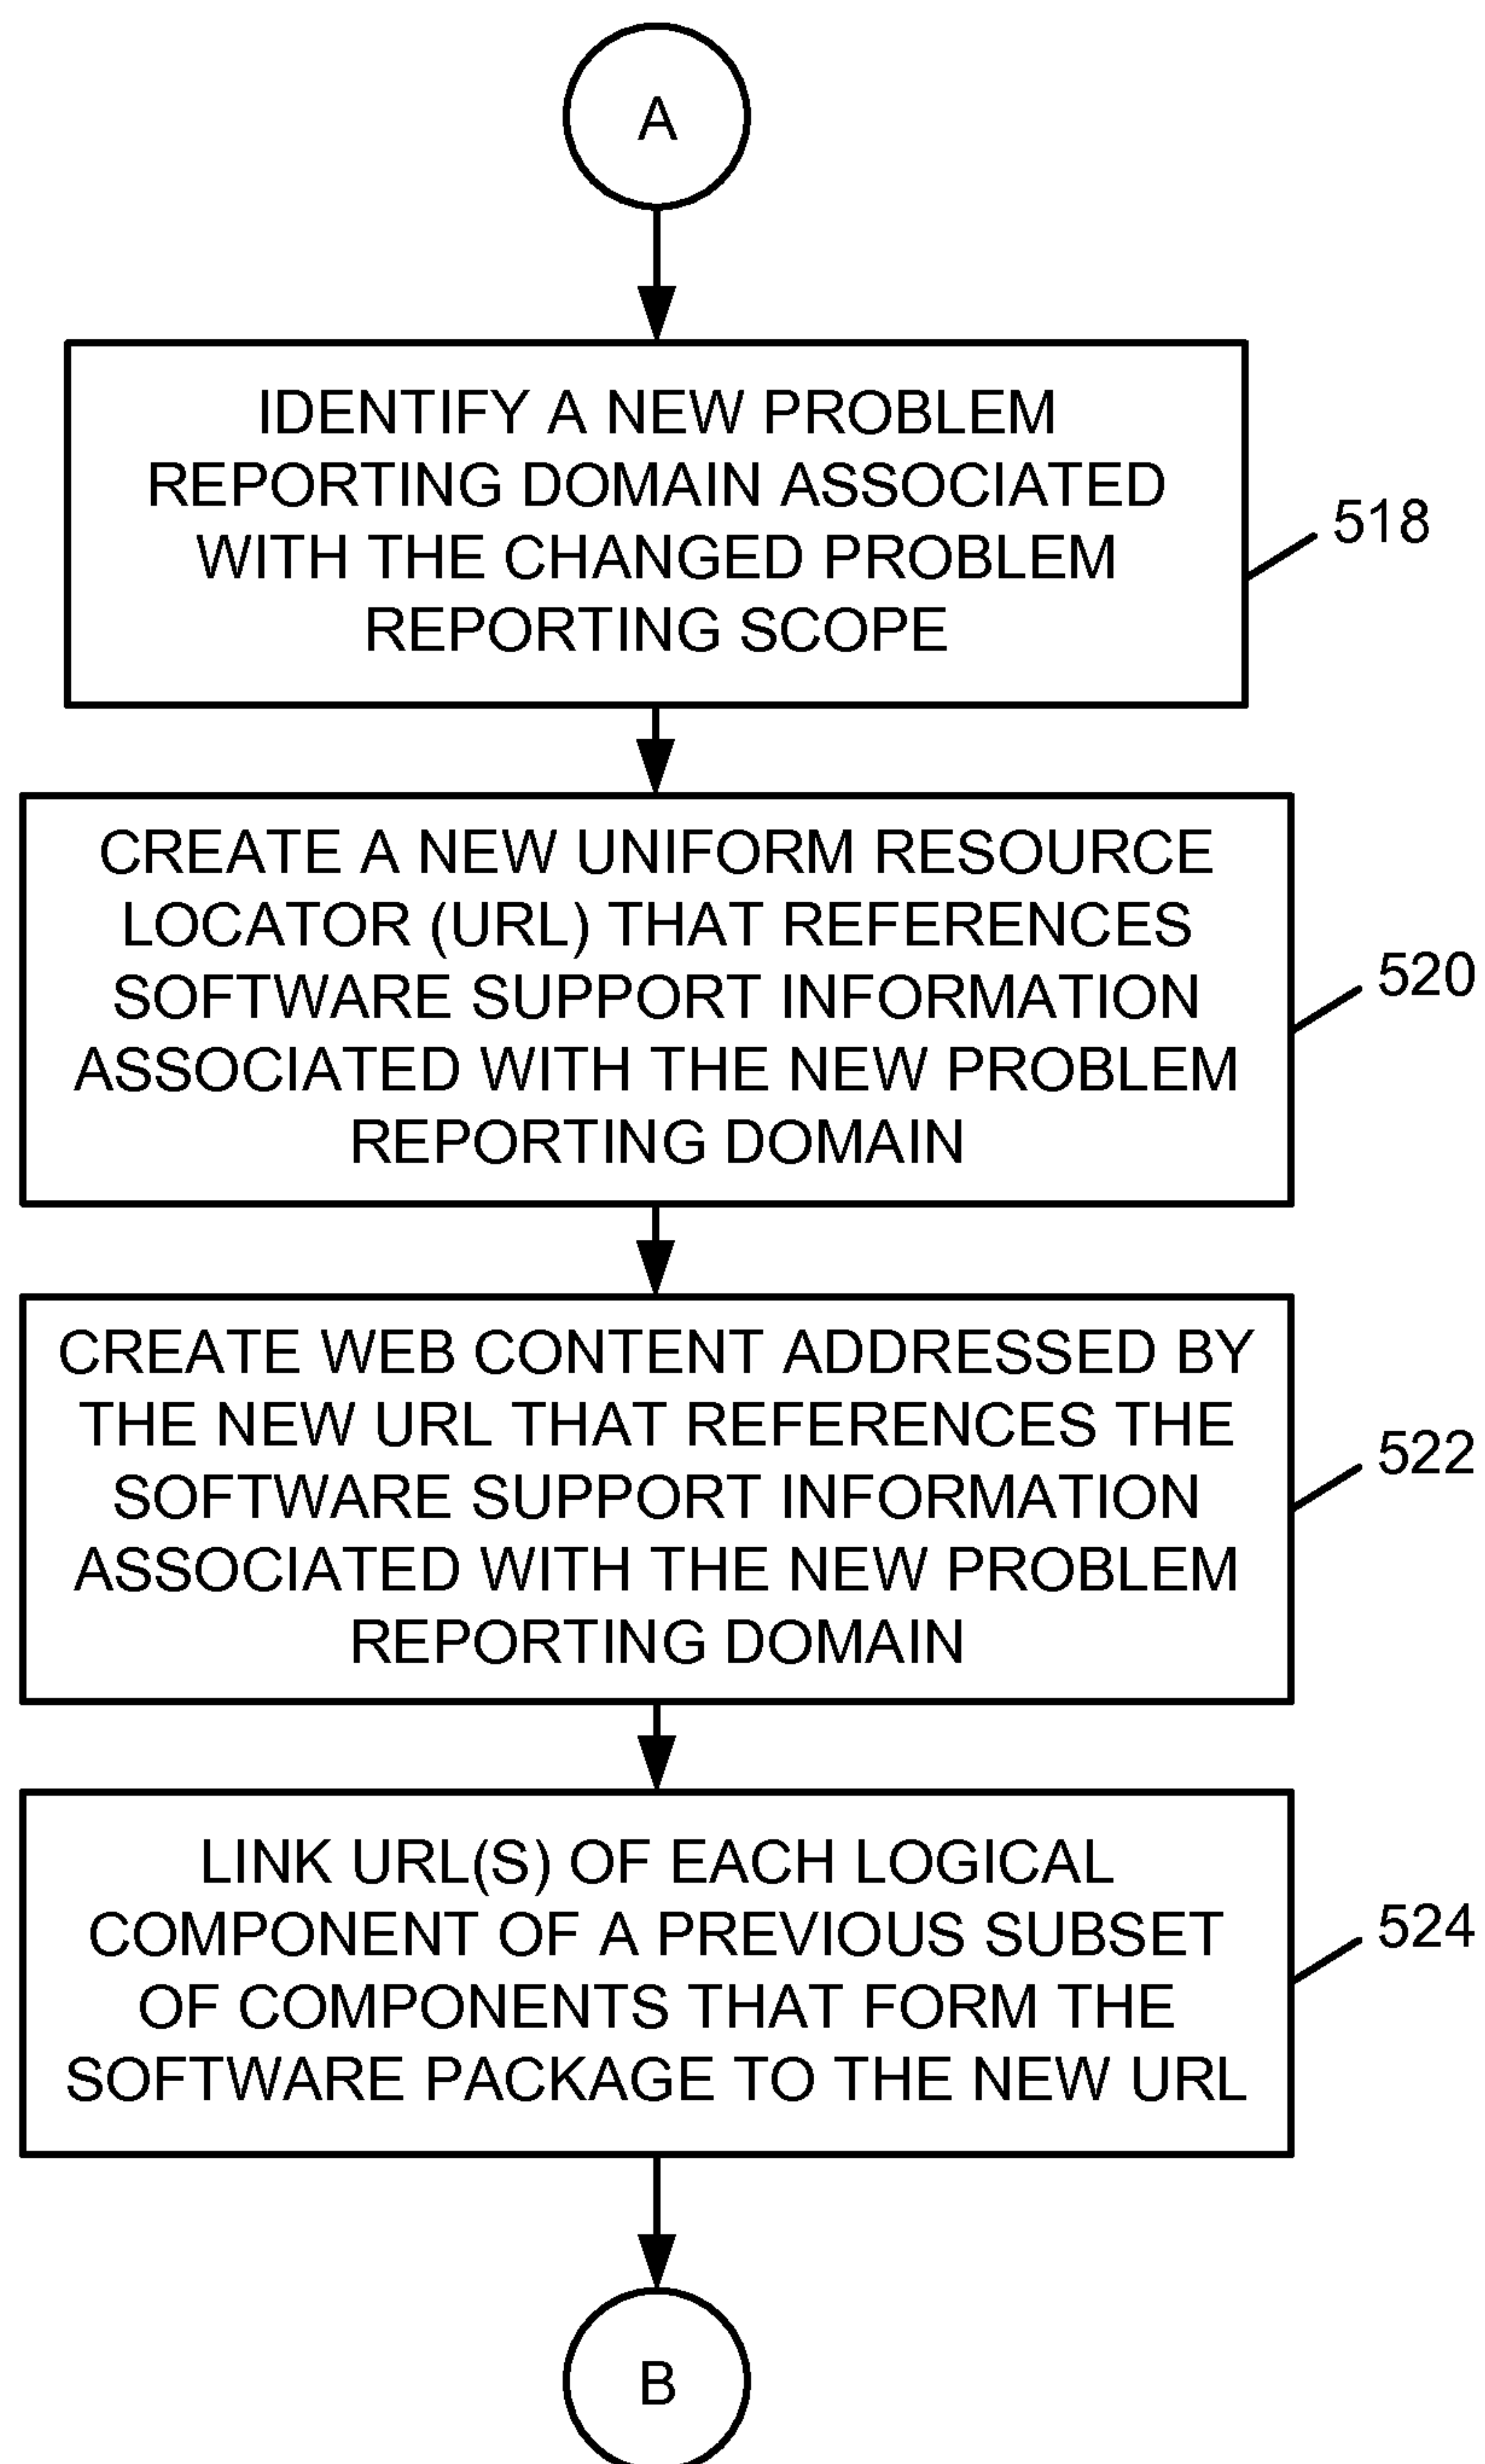 A
IDENTIFY A NEW PROBLEM
REPORTING DOMAIN ASSOCIATED
WITH THE CHANGED PROBLEM
REPORTING SCOPE
518
CREATE A NEW UNIFORM RESOURCE
LOCATOR (URL) THAT REFERENCES
SOFTWARE SUPPORT INFORMATION
ASSOCIATED WITH THE NEW PROBLEM
REPORTING DOMAIN
520
CREATE WEB CONTENT ADDRESSED BY
THE NEW URL THAT REFERENCES THE
SOFTWARE SUPPORT INFORMATION
ASSOCIATED WITH THE NEW PROBLEM
REPORTING DOMAIN
522
LINK URL(S) OF EACH LOGICAL
COMPONENT OF A PREVIOUS SUBSET
OF COMPONENTS THAT FORM THE
SOFTWARE PACKAGE TO THE NEW URL
524
B